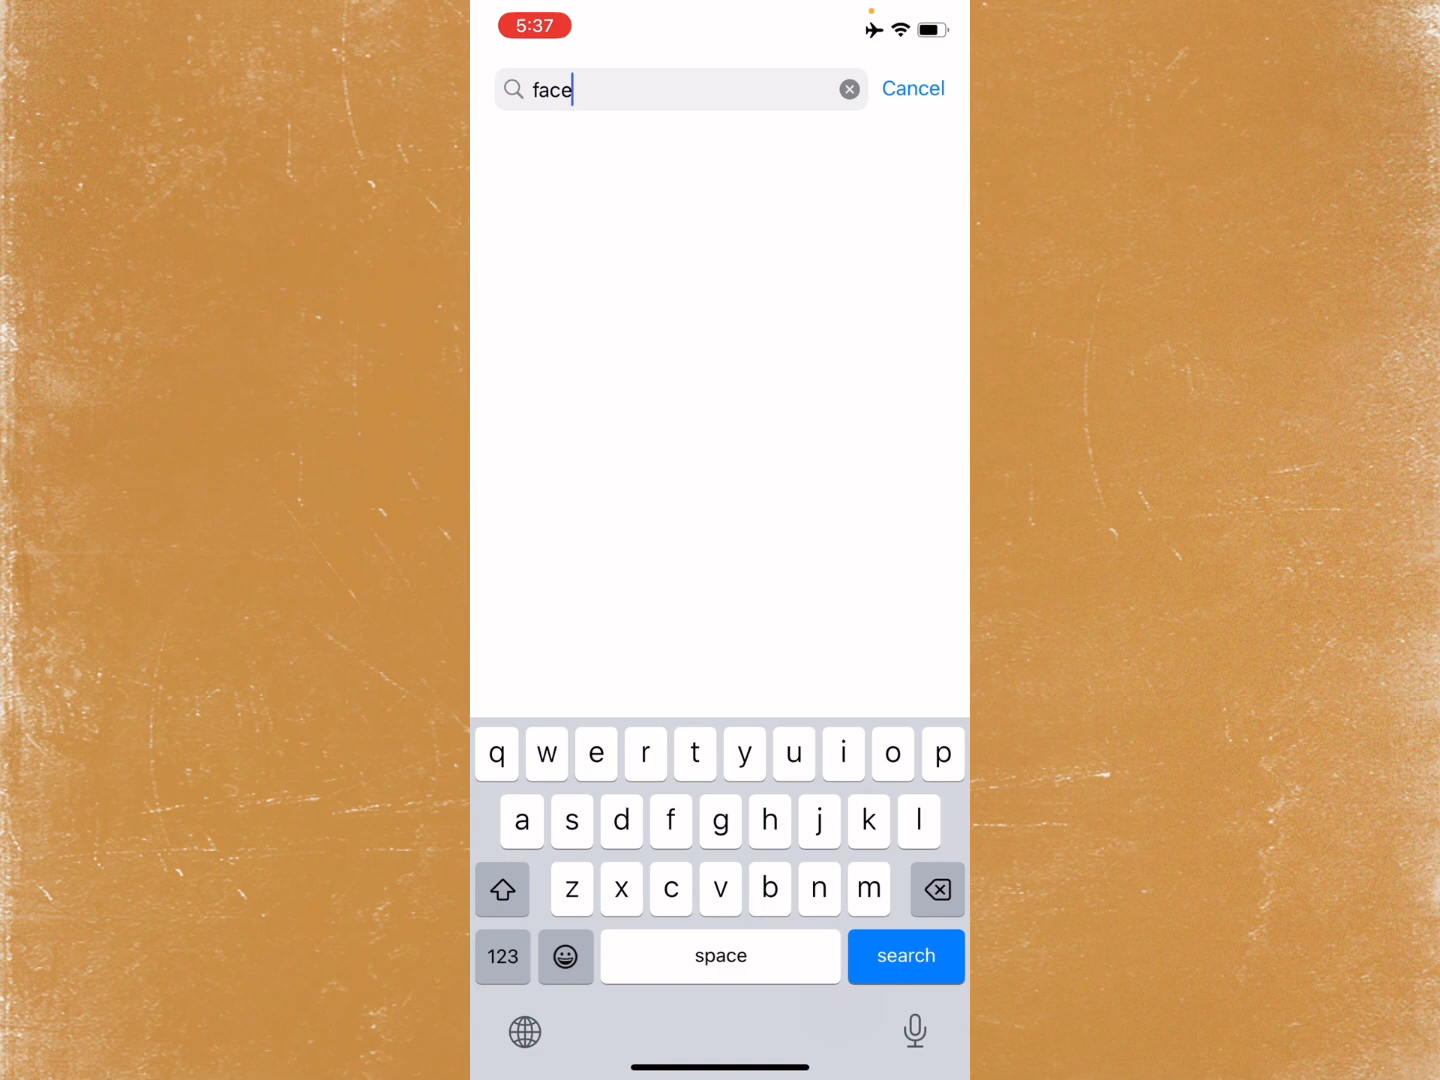 5:37
face
Cancel
q w e r t y u i o p
a s d f g h j k l
z x c v b n m
123 space search